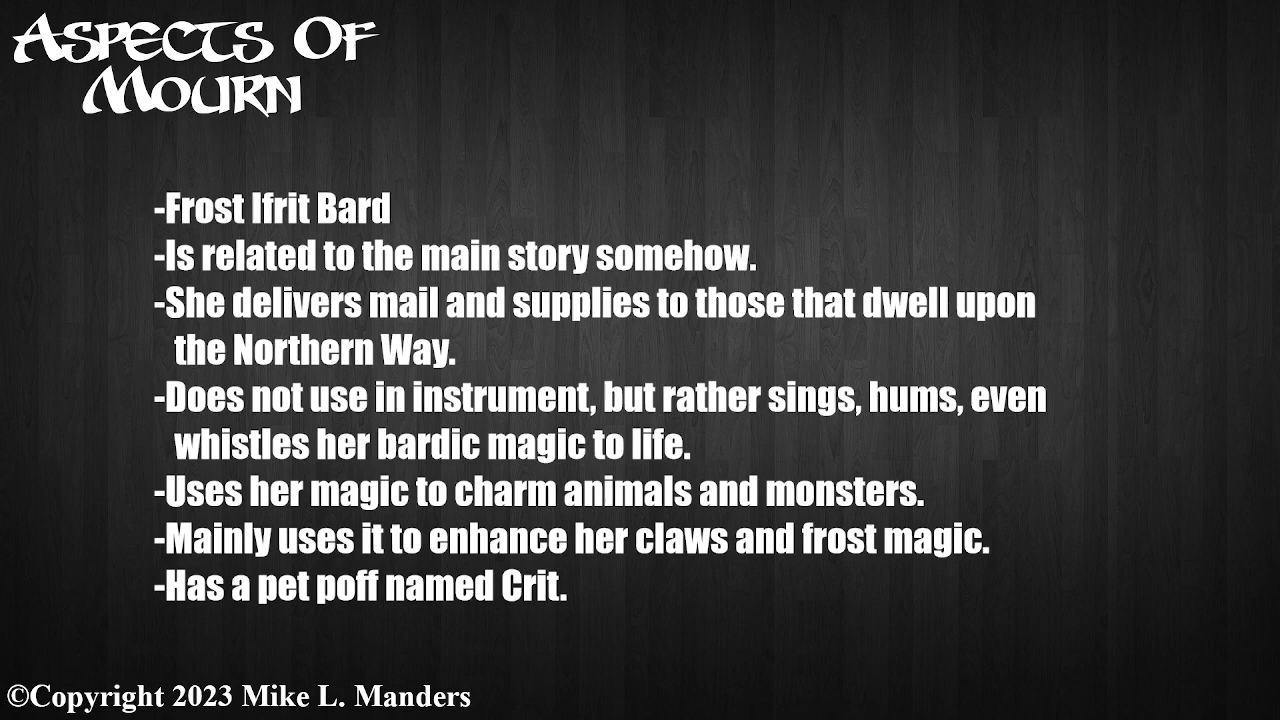 Aspects Of
Mourn
-Frost Ifrit Bard
-Is related to the main story somehow.
-She delivers mail and supplies to those that dwell upon
the Northern Way.
-Does not use in instrument, but rather sings, hums, even
whistles her bardic magic to life.
-Uses her magic to charm animals and monsters.
-Mainly uses it to enhance her claws and frost magic.
-Has a pet poff named Crit.
©Copyright 2023 Mike L. Manders